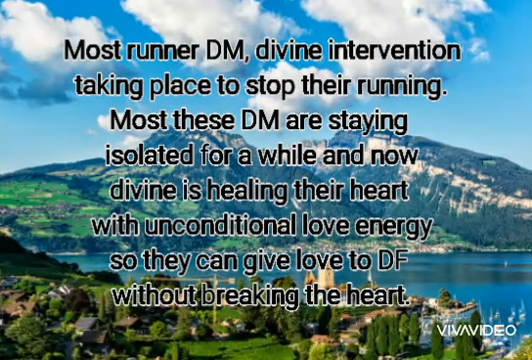 Most runner DM, divine intervention
taking place to stop their running.
Most these DM are staying
isolated for a while and now
divine is healing their heart
with unconditional love energy
so they can give love to DF
without breaking the heart.
VIVAVIDEO